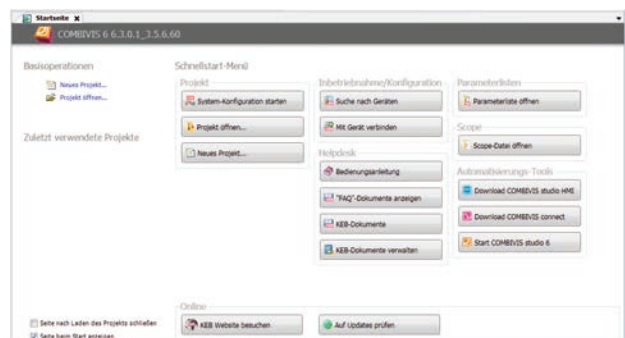 Startseite
COMBIVIS 6 6.3.0.1_3.5.6.60
Basisoperationen
Neues Projekt...
Projekt öffnen...
Zuletzt verwendete Projekte
Schnellstart-Menü
Projekt
System-Konfiguration starten
Projekt öffnen...
Neues Projekt...
Inbetriebnahme/Konfiguration
Suche nach Geräten
Mit Gerät verbinden
Helpdesk
Bedienungsanleitung
"FAQ"-Dokumente anzeigen
KEB-Dokumente
KEB-Dokumente verwalten
Parameterlisten
Parameterliste öffnen
Scope
Scope-Datei öffnen
Automatisierungs-Tools
Download COMBIVIS studio HMI
Download COMBIVIS connect
Start COMBIVIS studio 6
Online
KEB Website besuchen
Auf Updates prüfen
Seite nach Laden des Projekts schließen
Seite beim Start anzeigen